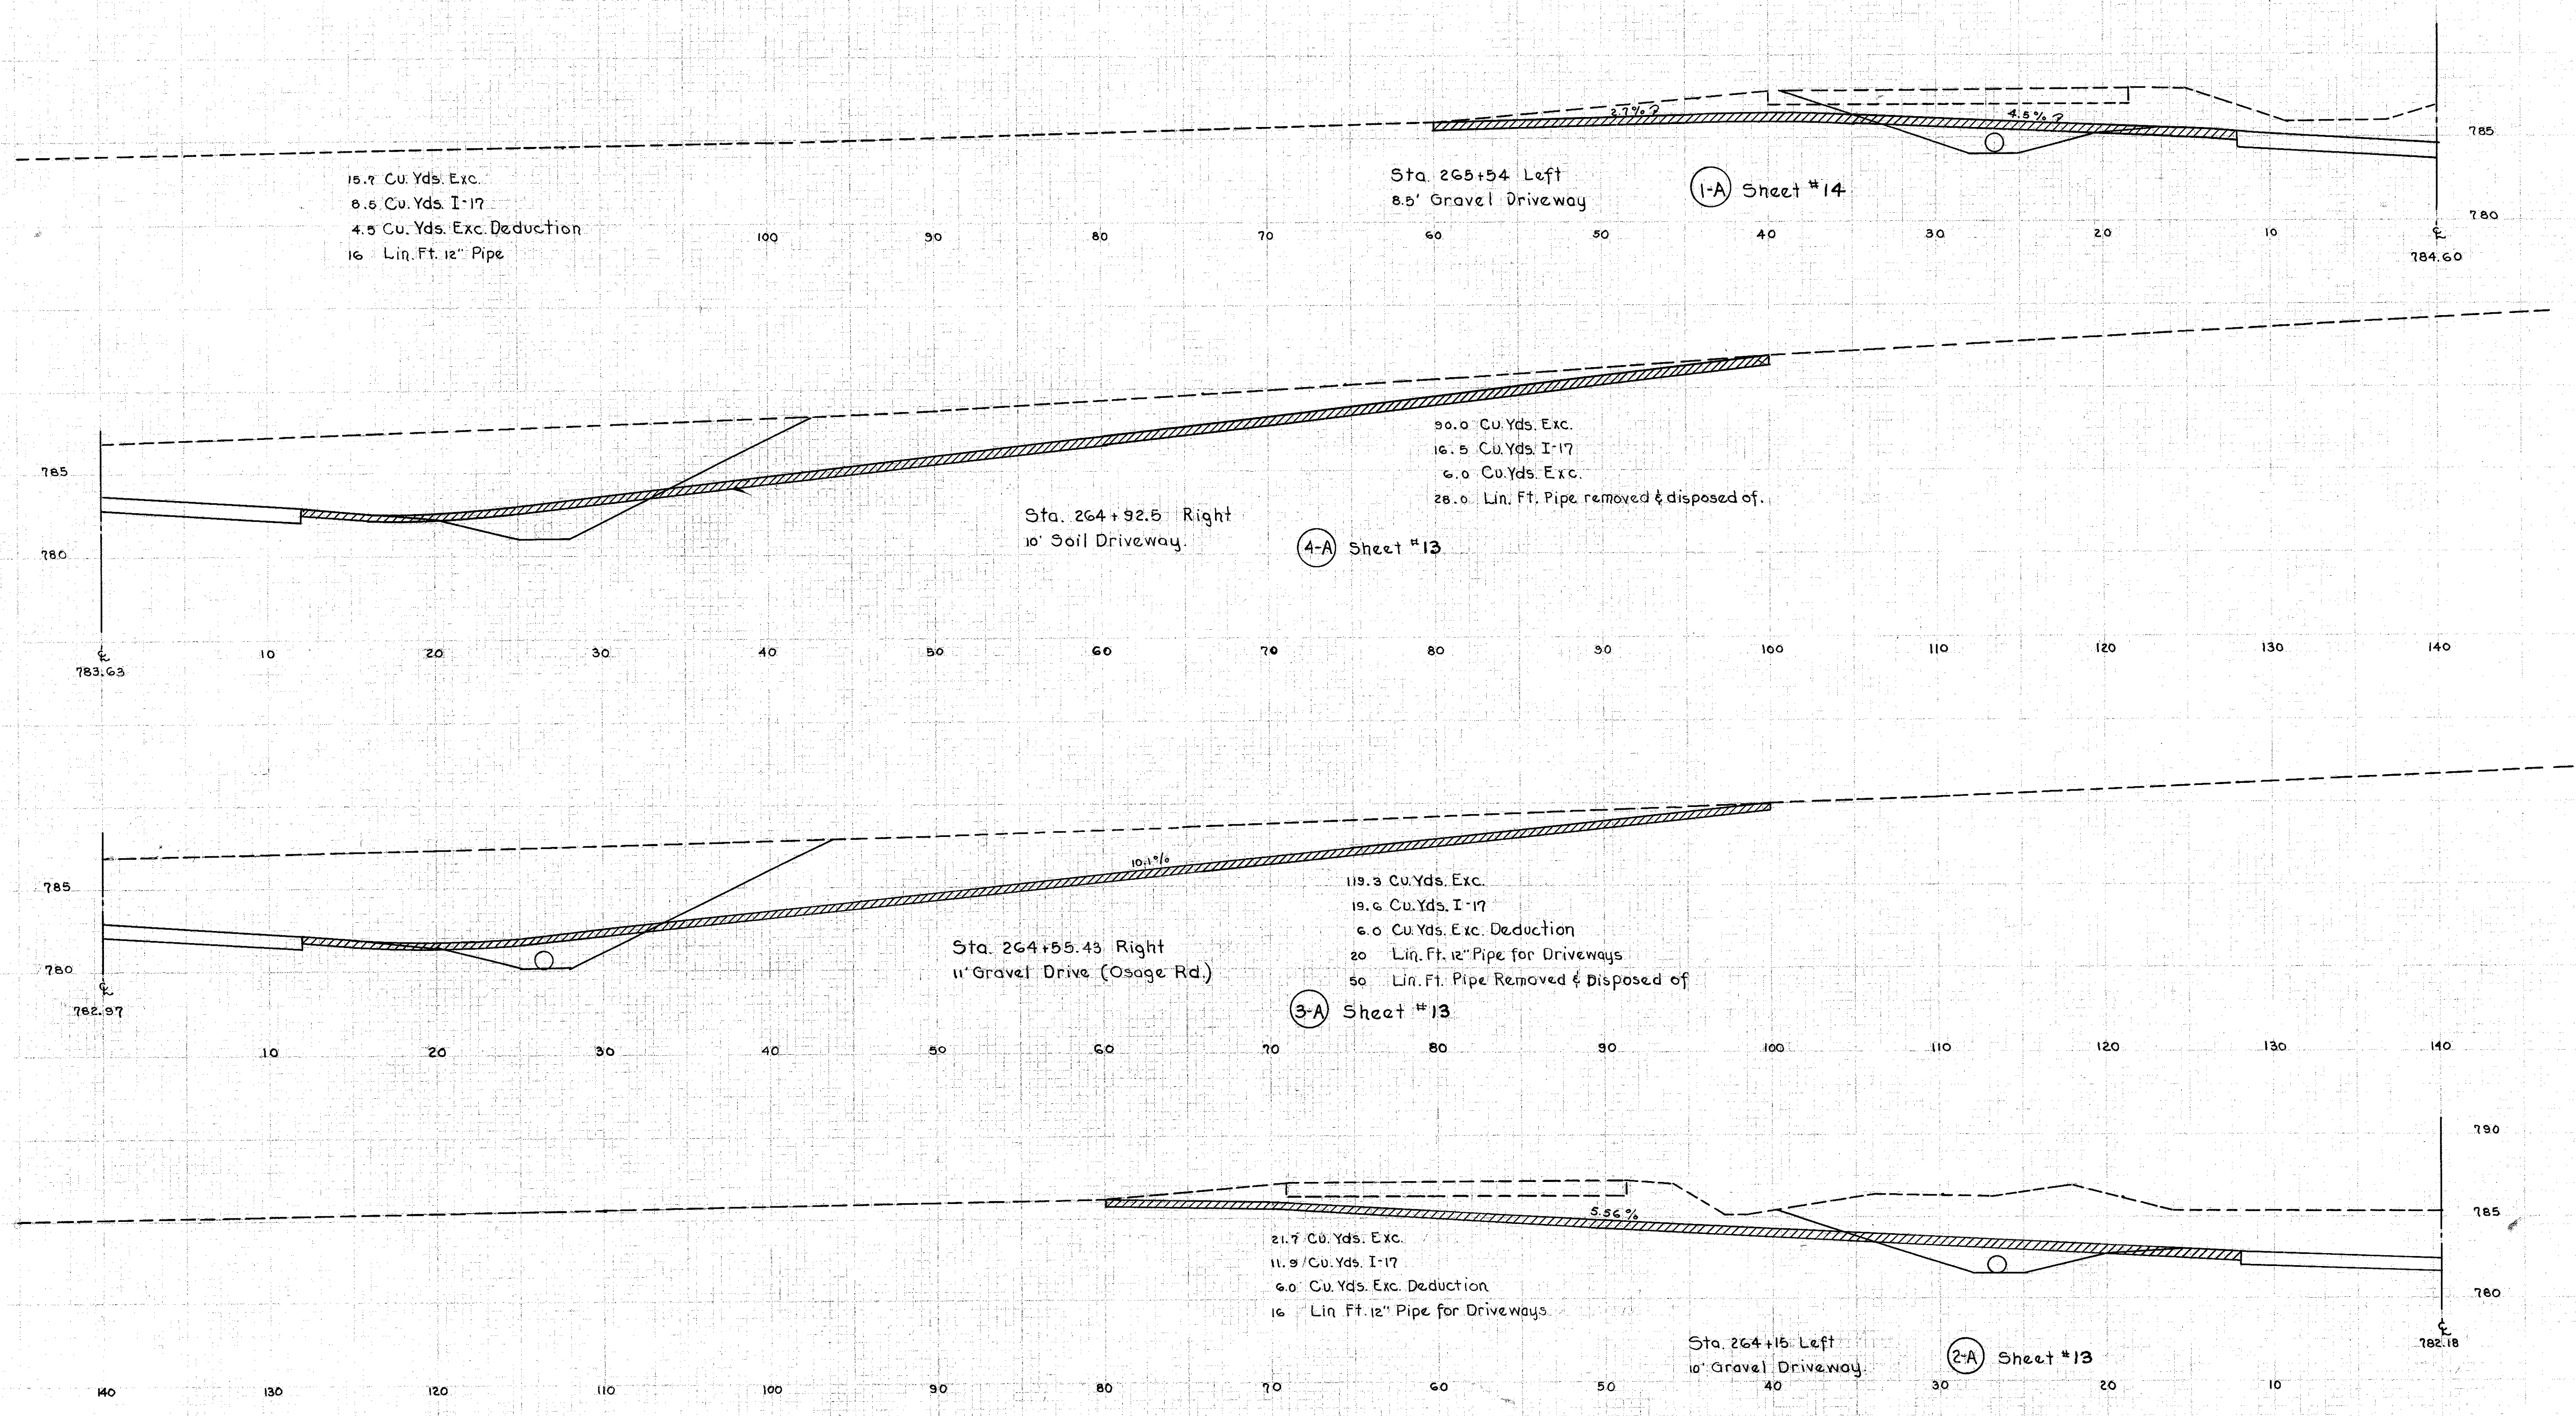 2.7% ?
4.5% ?
785
780
15.7 Cu. Yds. Exc.
8.5 Cu. Yds. I-17
4.5 Cu. Yds. Exc. Deduction
16 Lin. Ft. 12" Pipe
Sta. 265+54 Left
8.5' Gravel Driveway
1-A Sheet #14
100 90 80 70 60 50 40 30 20 10 ℄
784.60
785
780
90.0 Cu. Yds. Exc.
16.5 Cu. Yds. I-17
6.0 Cu. Yds. Exc.
28.0 Lin. Ft. Pipe removed & disposed of.
Sta. 264+92.5 Right
10' Soil Driveway.
4-A Sheet #13
℄ 10 20 30 40 50 60 70 80 90 100 110 120 130 140
783.63
10.1%
785
780
119.3 Cu. Yds. Exc.
19.6 Cu. Yds. I-17
6.0 Cu. Yds. Exc. Deduction
20 Lin. Ft. 12" Pipe for Driveways
50 Lin. Ft. Pipe Removed & Disposed of
Sta. 264+55.43 Right
11' Gravel Drive (Osage Rd.)
3-A Sheet #13
℄
782.97
10 20 30 40 50 60 70 80 90 100 110 120 130 140
790
785
780
5.56%
21.7 Cu. Yds. Exc.
11.9 Cu. Yds. I-17
6.0 Cu. Yds. Exc. Deduction
16 Lin. Ft. 12" Pipe for Driveways
Sta. 264+15 Left
10' Gravel Driveway.
2-A Sheet #13
℄
782.18
140 130 120 110 100 90 80 70 60 50 40 30 20 10